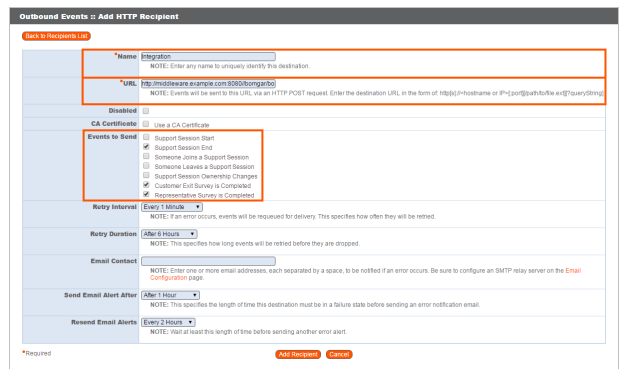 Outbound Events :: Add HTTP Recipient
Back to Recipients List
*Name Integration
NOTE: Enter any name to uniquely identify this destination.
*URL http://middleware.example.com:8080/bomgar/bo
NOTE: Events will be sent to this URL via an HTTP POST request. Enter the destination URL in the form of: http[s]://<hostname or IP>[:port][/path/to/file.ext][?queryString]
Disabled
CA Certificate Use a CA Certificate
Events to Send Support Session Start
Support Session End
Someone Joins a Support Session
Someone Leaves a Support Session
Support Session Ownership Changes
Customer Exit Survey is Completed
Representative Survey is Completed
Retry Interval Every 1 Minute
NOTE: If an error occurs, events will be requeued for delivery. This specifies how often they will be retried.
Retry Duration After 6 Hours
NOTE: This specifies how long events will be retried before they are dropped.
Email Contact
NOTE: Enter one or more email addresses, each separated by a space, to be notified if an error occurs. Be sure to configure an SMTP relay server on the Email
Configuration page.
Send Email Alert After After 1 Hour
NOTE: This specifies the length of time this destination must be in a failure state before sending an error notification email.
Resend Email Alerts Every 2 Hours
NOTE: Wait at least this length of time before sending another error alert.
*Required Add Recipient Cancel